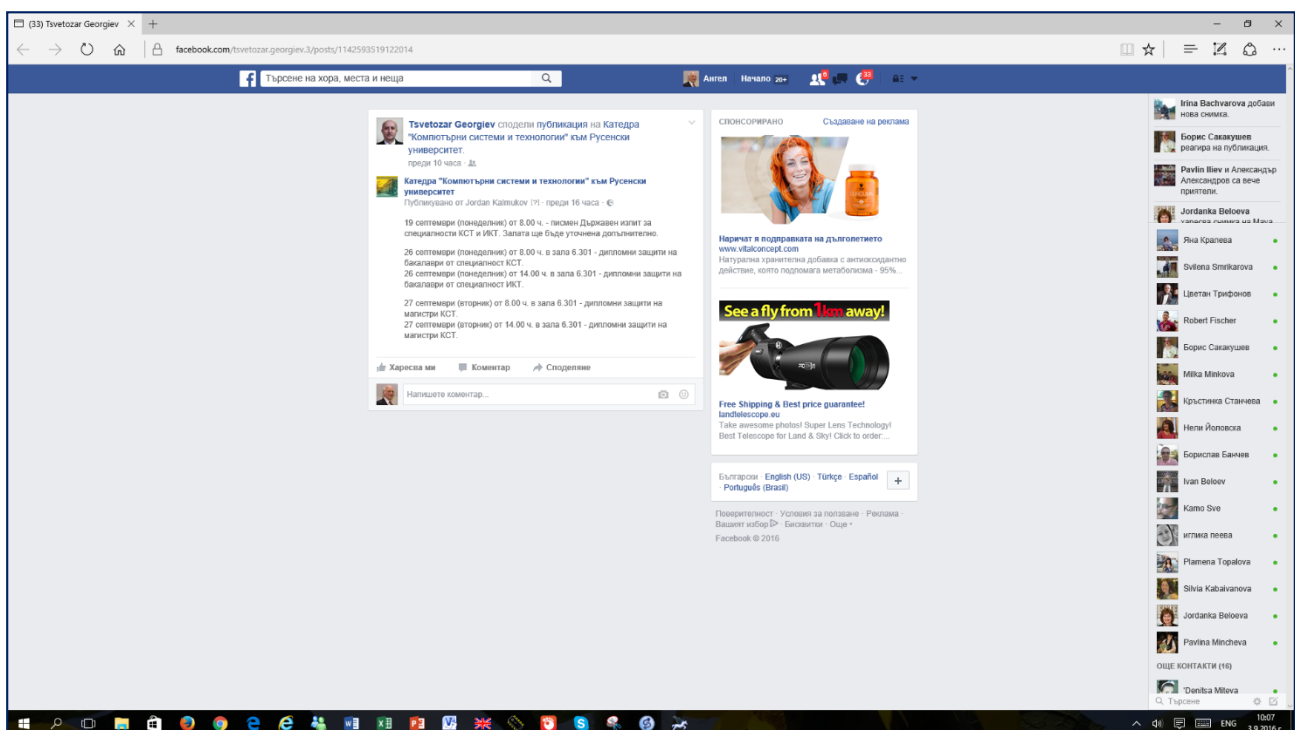 (33) Tsvetozar Georgiev
facebook.com/tsvetozar.georgiev.3/posts/1142593519122014
Търсене на хора, места и неща
Ангел Начало 20+
Tsvetozar Georgiev сподели публикация на Катедра
"Компютърни системи и технологии" към Русенски
университет.
преди 10 часа ·
Катедра "Компютърни системи и технологии" към Русенски
университет
Публикувано от Jordan Kalmukov [?] · преди 16 часа ·
19 септември (понеделник) от 8.00 ч. - писмен Държавен изпит за
специалности КСТ и ИКТ. Залата ще бъде уточнена допълнително.
26 септември (понеделник) от 8.00 ч. в зала 6.301 - дипломни защити на
бакалаври от специалност КСТ.
26 септември (понеделник) от 14.00 ч. в зала 6.301 - дипломни защити на
бакалаври от специалност ИКТ.
27 септември (вторник) от 8.00 ч. в зала 6.301 - дипломни защити на
магистри КСТ.
27 септември (вторник) от 14.00 ч. в зала 6.301 - дипломни защити на
магистри КСТ.
Харесва ми Коментар Споделяне
Напишете коментар...
СПОНСОРИРАНО Създаване на реклама
Наричат я подправката на дълголетието
www.vitalconcept.com
Натурална хранителна добавка с антиоксидантно
действие, която подпомага метаболизма - 95%...
See a fly from 1km away!
Free Shipping & Best price guarantee!
landtelescope.eu
Take awesome photos! Super Lens Technology!
Best Telescope for Land & Sky! Click to order:...
Български · English (US) · Türkçe · Español
· Português (Brasil)
Поверителност · Условия за ползване · Реклама ·
Вашият избор · Бисквитки · Още
Facebook © 2016
Irina Bachvarova добави
нова снимка.
Борис Сакакушев
реагира на публикация.
Pavlin Iliev и Александър
Александров са вече
приятели.
Jordanka Beloeva
харесва снимка на Maya
Яна Кралева
Svilena Smrikarova
Цветан Трифонов
Robert Fischer
Борис Сакакушев
Milka Minkova
Кръстинка Станчева
Нели Йоловска
Борислав Банчев
Ivan Beloev
Kamo Sve
иглика пеева
Plamena Topalova
Silvia Kabaivanova
Jordanka Beloeva
Pavlina Mincheva
ОЩЕ КОНТАКТИ (16)
'Denitsa Miteva
Търсене
ENG
10:07
3.9.2016 г.